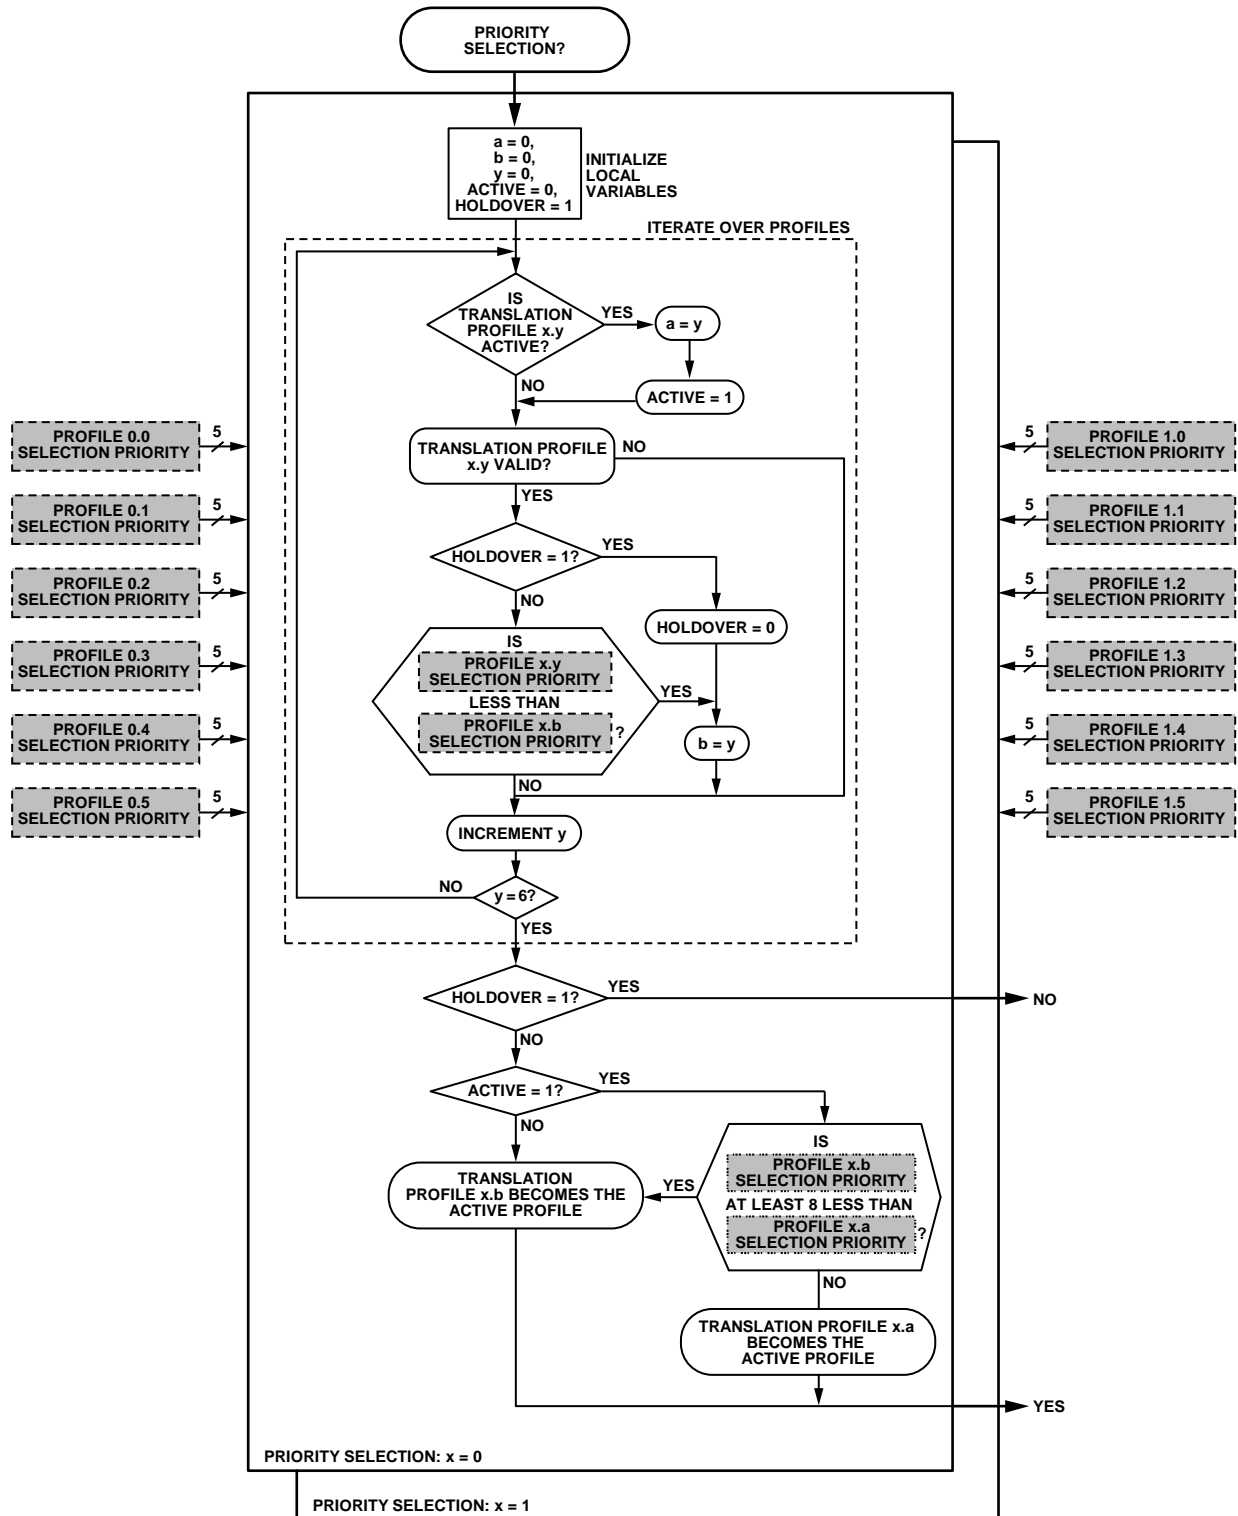 PRIORITY
SELECTION?
a = 0,
b = 0,
y = 0,
ACTIVE = 0,
HOLDOVER = 1
INITIALIZE
LOCAL
VARIABLES
ITERATE OVER PROFILES
IS
TRANSLATION
PROFILE x.y
ACTIVE?
YES
a = y
NO
ACTIVE = 1
TRANSLATION PROFILE
x.y VALID?
NO
YES
HOLDOVER = 1?
YES
NO
HOLDOVER = 0
IS
PROFILE x.y
SELECTION PRIORITY
LESS THAN
PROFILE x.b
SELECTION PRIORITY
?
YES
b = y
NO
INCREMENT y
y = 6?
NO
YES
HOLDOVER = 1?
YES
NO
NO
ACTIVE = 1?
YES
NO
TRANSLATION
PROFILE x.b BECOMES THE
ACTIVE PROFILE
YES
IS
PROFILE x.b
SELECTION PRIORITY
AT LEAST 8 LESS THAN
PROFILE x.a
SELECTION PRIORITY
?
NO
TRANSLATION PROFILE x.a
BECOMES THE
ACTIVE PROFILE
YES
PRIORITY SELECTION: x = 0
PRIORITY SELECTION: x = 1
PROFILE 0.0
SELECTION PRIORITY
5
PROFILE 0.1
SELECTION PRIORITY
5
PROFILE 0.2
SELECTION PRIORITY
5
PROFILE 0.3
SELECTION PRIORITY
5
PROFILE 0.4
SELECTION PRIORITY
5
PROFILE 0.5
SELECTION PRIORITY
5
5
PROFILE 1.0
SELECTION PRIORITY
5
PROFILE 1.1
SELECTION PRIORITY
5
PROFILE 1.2
SELECTION PRIORITY
5
PROFILE 1.3
SELECTION PRIORITY
5
PROFILE 1.4
SELECTION PRIORITY
5
PROFILE 1.5
SELECTION PRIORITY